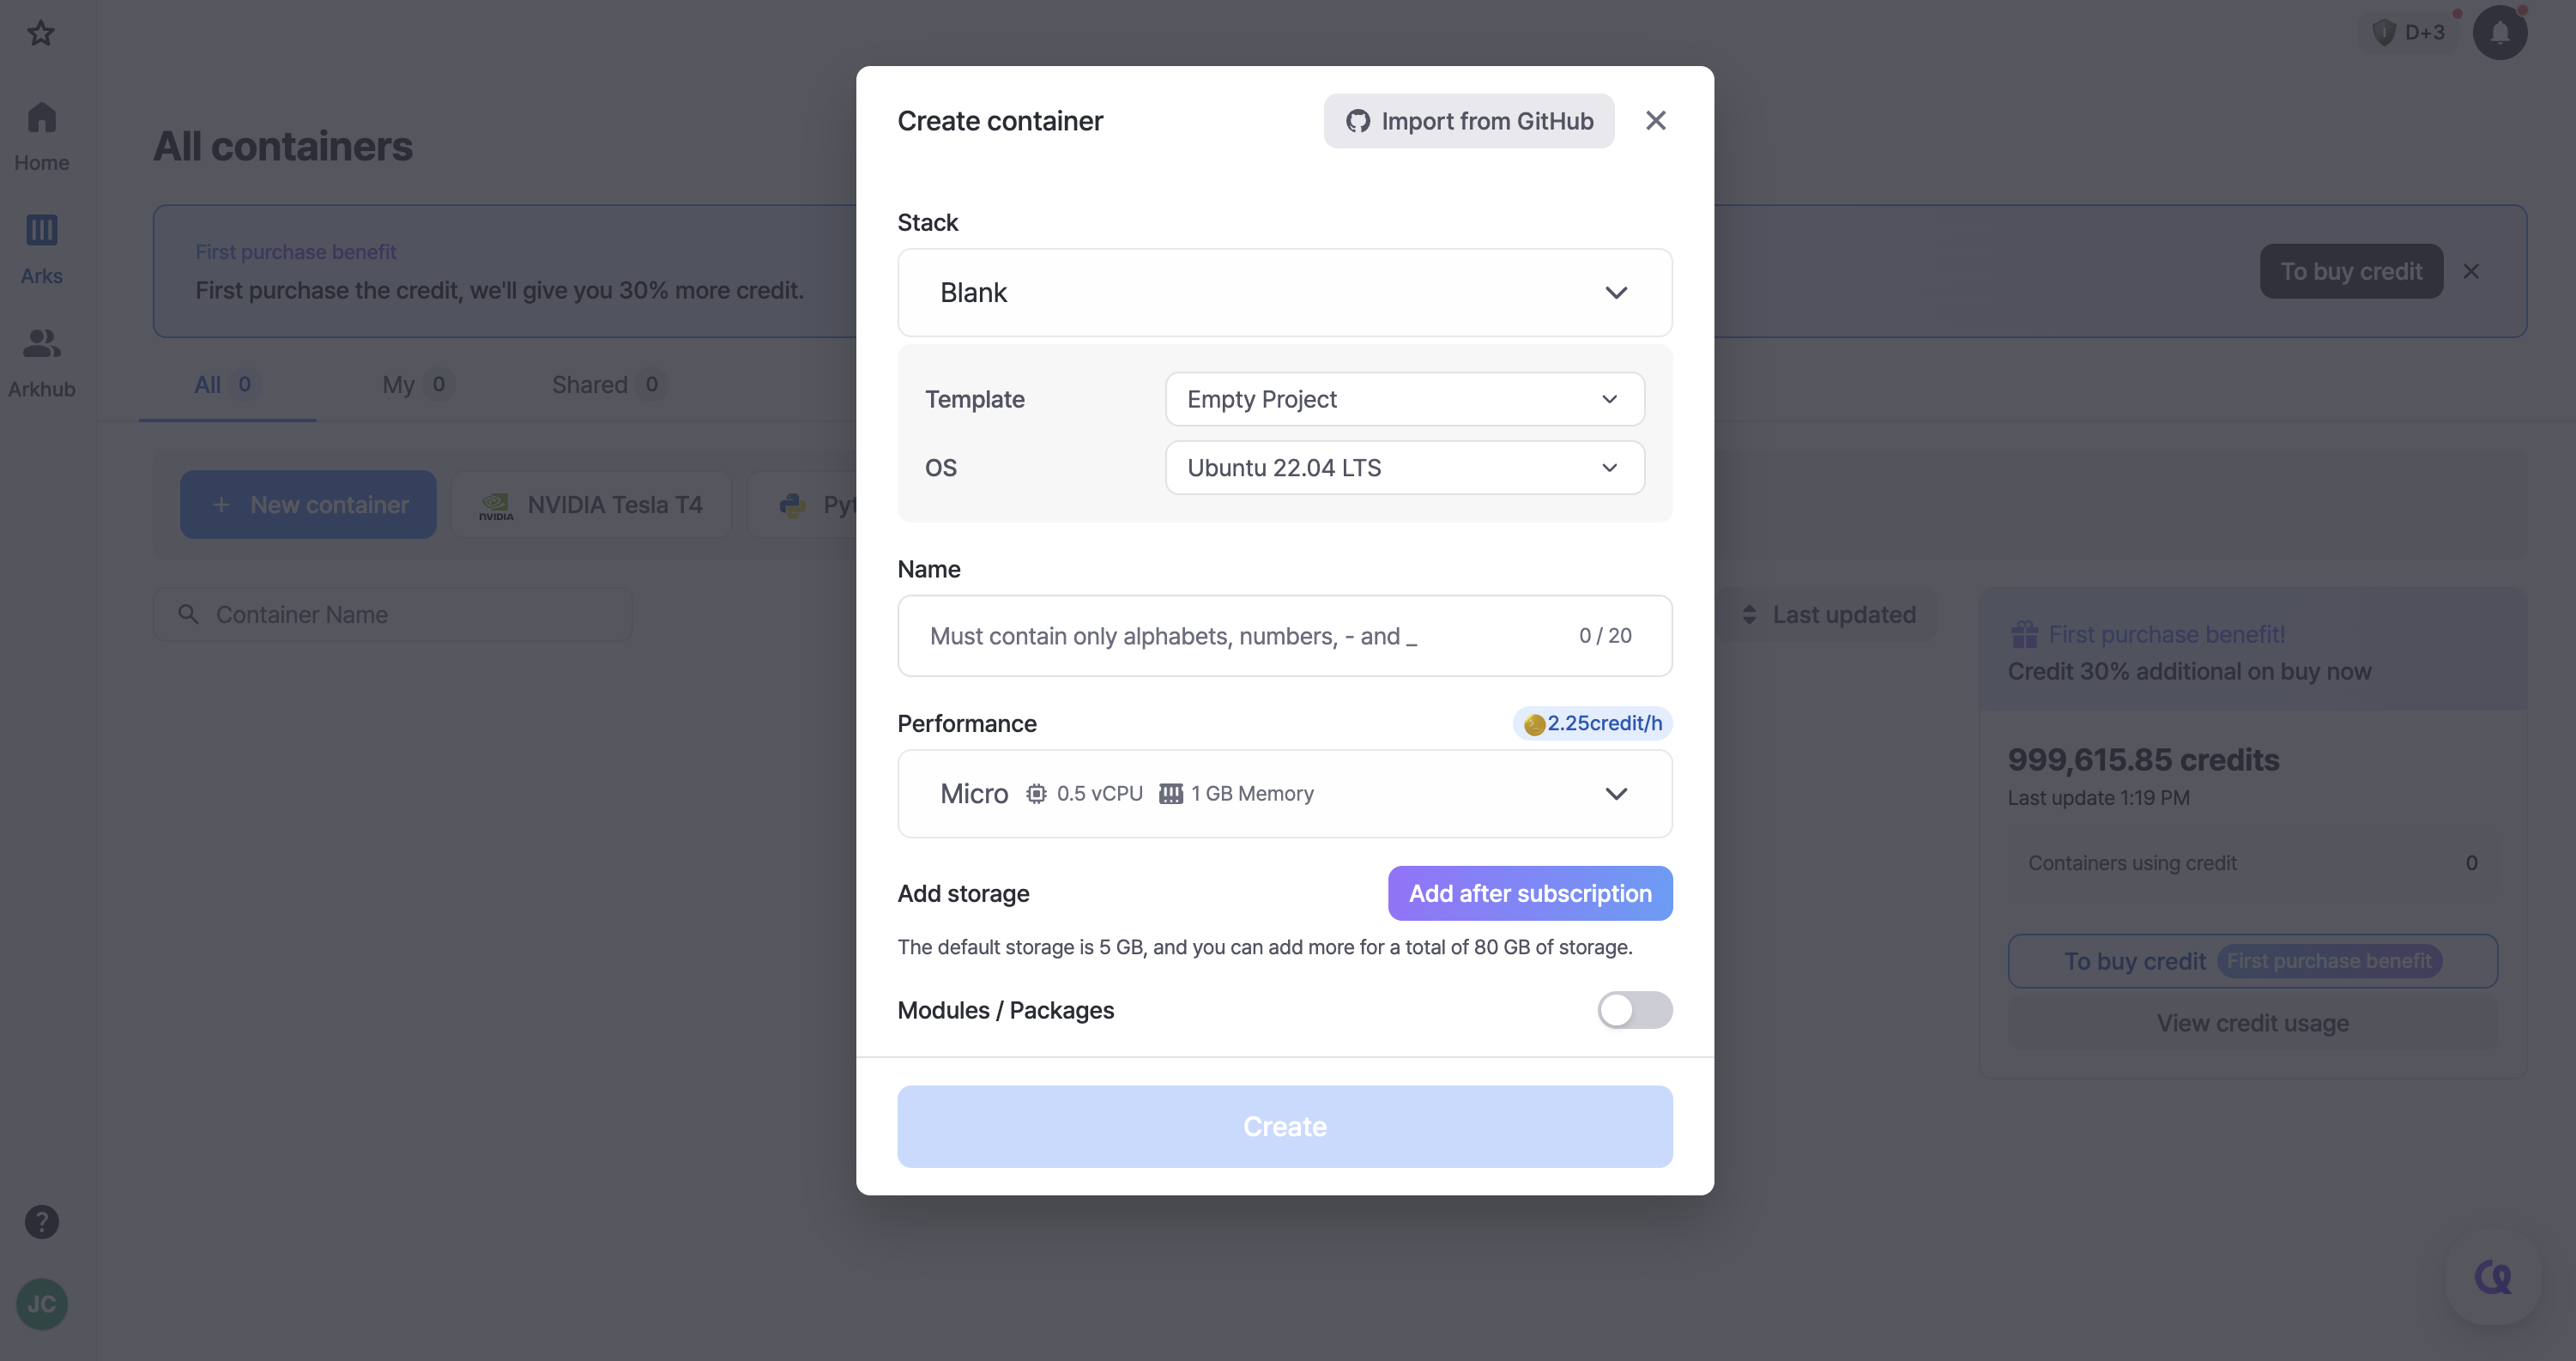 D+3
Home
Arks
Arkhub
JC
All containers
First purchase benefit
First purchase the credit, we'll give you 30% more credit.
To buy credit
All 0
My 0
Shared 0
+ New container
NVIDIA
NVIDIA Tesla T4
Container Name
Last updated
First purchase benefit!
Credit 30% additional on buy now
999,615.85 credits
Last update 1:19 PM
Containers using credit 0
To buy credit First purchase benefit
View credit usage
Create container
Import from GitHub
Stack
Blank
Template Empty Project
OS Ubuntu 22.04 LTS
Name
Must contain only alphabets, numbers, - and _ 0 / 20
Performance 2.25credit/h
Micro 0.5 vCPU 1 GB Memory
Add storage Add after subscription
The default storage is 5 GB, and you can add more for a total of 80 GB of storage.
Modules / Packages
Create